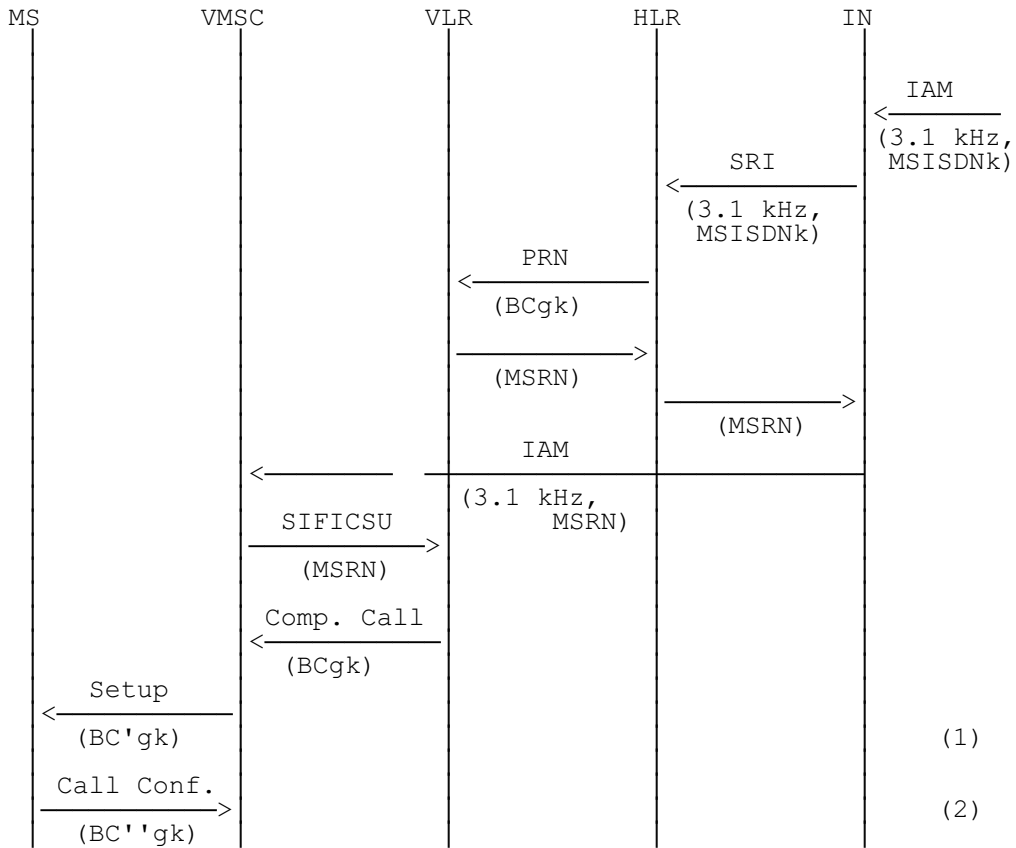 MS VMSC VLR HLR IN
IAM
(3.1 kHz,
MSISDNk)
SRI
(3.1 kHz,
MSISDNk)
PRN
(BCgk)
(MSRN)
(MSRN)
IAM
(3.1 kHz,
MSRN)
SIFICSU
(MSRN)
Comp. Call
(BCgk)
Setup
(BC'gk) (1)
Call Conf.
(2)
(BC''gk)